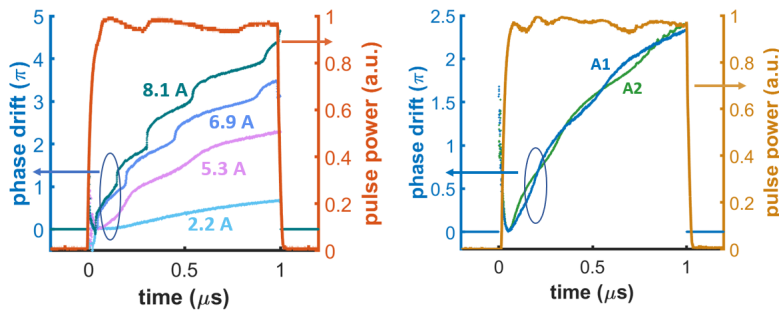 phase drift (π)
5
4
3
2
1
0
8.1 A
6.9 A
5.3 A
2.2 A
1
0.8
0.6
0.4
0.2
0
pulse power (a.u.)
0
0.5
1
time (μs)
phase drift (π)
2.5
2
1.5
1
0.5
0
A1
A2
1
0.8
0.6
0.4
0.2
0
pulse power (a.u.)
0
0.5
1
time (μs)